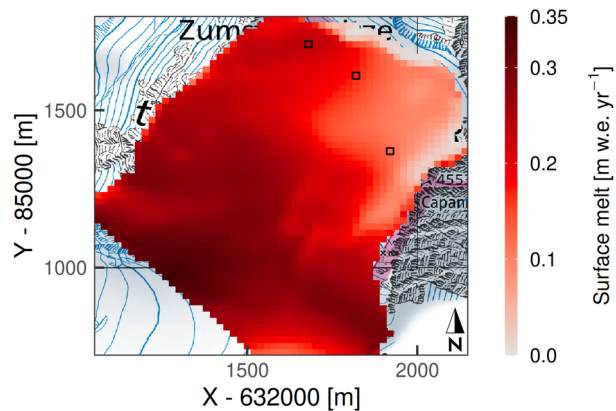 Zums
t
455
Capan
N
1500
1000
1500
2000
Y - 85000 [m]
X - 632000 [m]
0.35
0.3
0.2
0.1
0.0
Surface melt [m w.e. yr⁻¹]